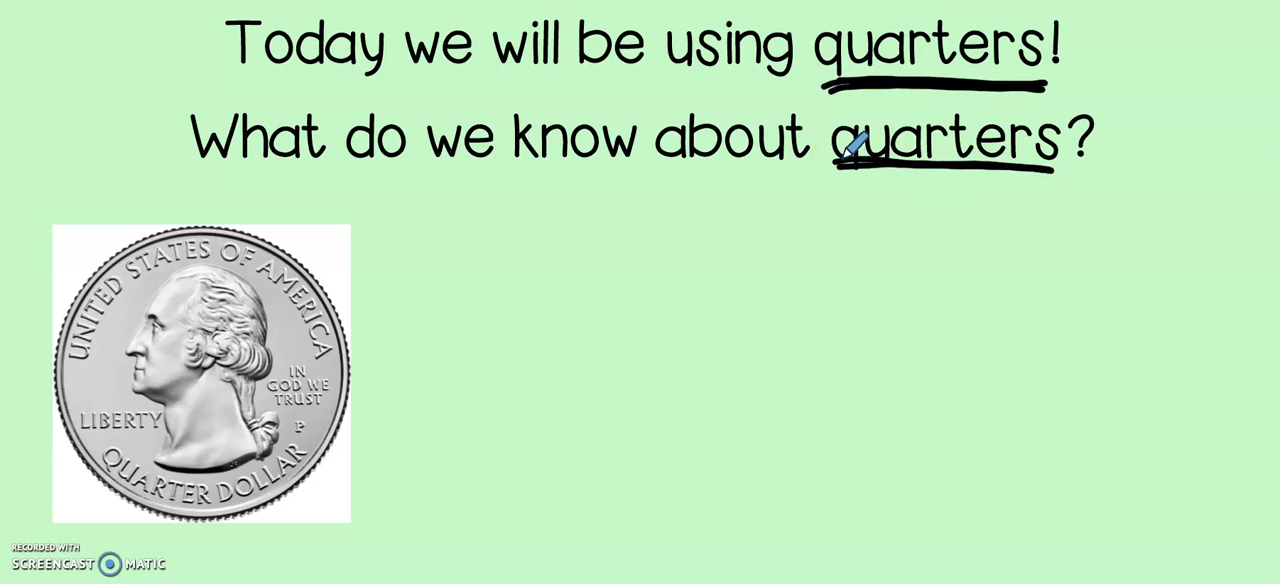 Today we will be using quarters!
What do we know about quarters?
UNITED STATES OF AMERICA
IN
GOD WE
TRUST
LIBERTY
P
QUARTER DOLLAR
RECORDED WITH
SCREENCAST MATIC